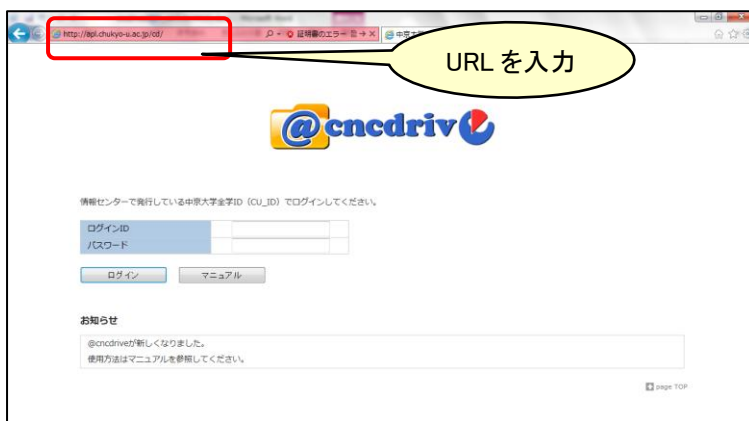 http://apl.chukyo-u.ac.jp/cd/
証明書のエラー
URL を入力
@cncdrive
情報センターで発行している中京大学全学ID（CU_ID）でログインしてください。
ログインID
パスワード
ログイン
マニュアル
お知らせ
@cncdriveが新しくなりました。
使用方法はマニュアルを参照してください。
page TOP